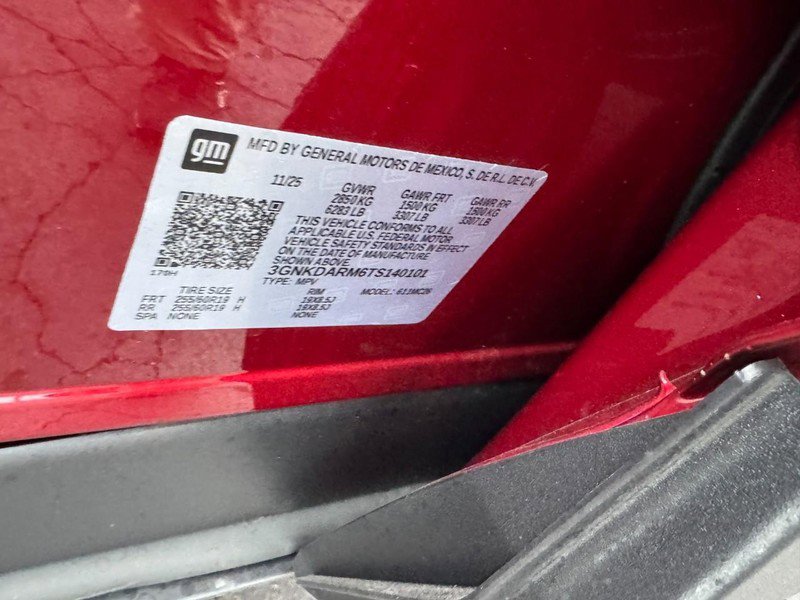 gm MFD BY GENERAL MOTORS DE MEXICO, S. DE R.L. DE C.V.
11/25 GVWR GAWR FRT GAWR RR
2850 KG 1500 KG 1500 KG
6283 LB 3307 LB 3307 LB
THIS VEHICLE CONFORMS TO ALL
APPLICABLE U.S. FEDERAL MOTOR
VEHICLE SAFETY STANDARDS IN EFFECT
ON THE DATE OF MANUFACTURE
SHOWN ABOVE.
3GNKDARM6TS140101
TYPE: MPV MODEL: 611MC26
TIRE SIZE RIM
FRT 255/60R19 H 19X8.5J
RR 255/60R19 H 19X8.5J
SPA NONE NONE